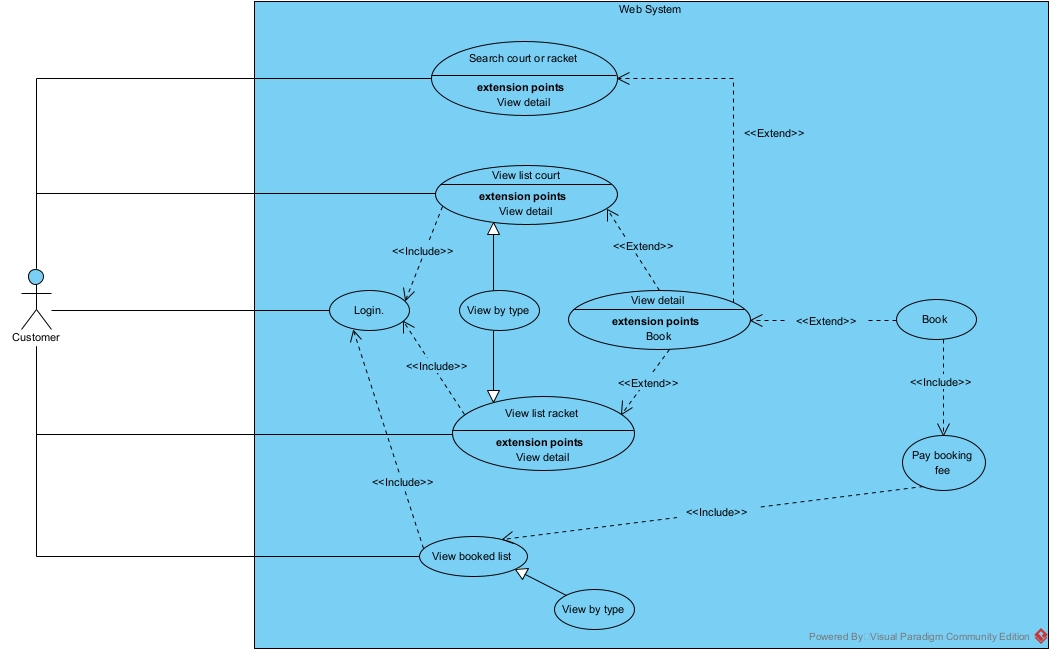 Web System
Search court or racket
extension points
View detail
<<Extend>>
View list court
extension points
View detail
<<Include>>
<<Extend>>
Customer
Login.
View by type
View detail
extension points
Book
<<Extend>>
Book
<<Include>>
<<Extend>>
<<Include>>
View list racket
extension points
View detail
Pay booking
fee
<<Include>>
<<Include>>
View booked list
View by type
Powered By: Visual Paradigm Community Edition